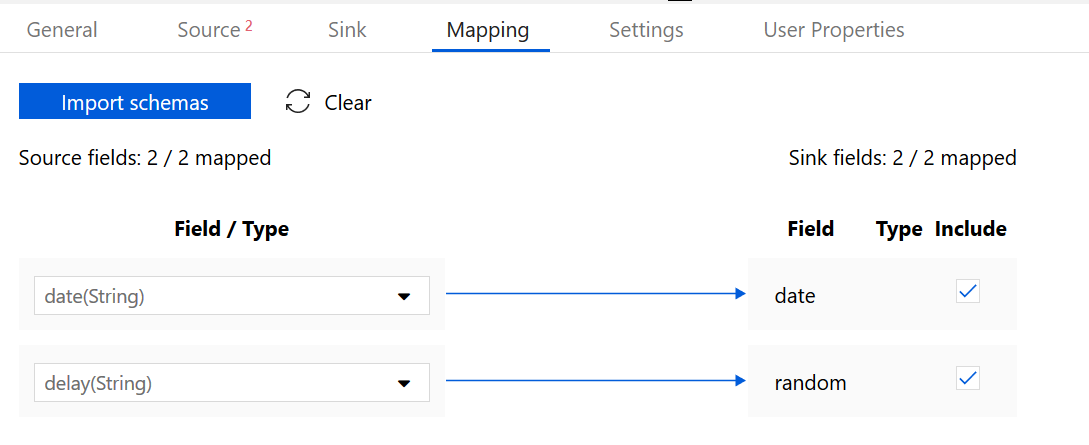 General Source 2 Sink Mapping Settings User Properties
Import schemas Clear
Source fields: 2 / 2 mapped Sink fields: 2 / 2 mapped
Field / Type Field Type Include
date(String) date
delay(String) random